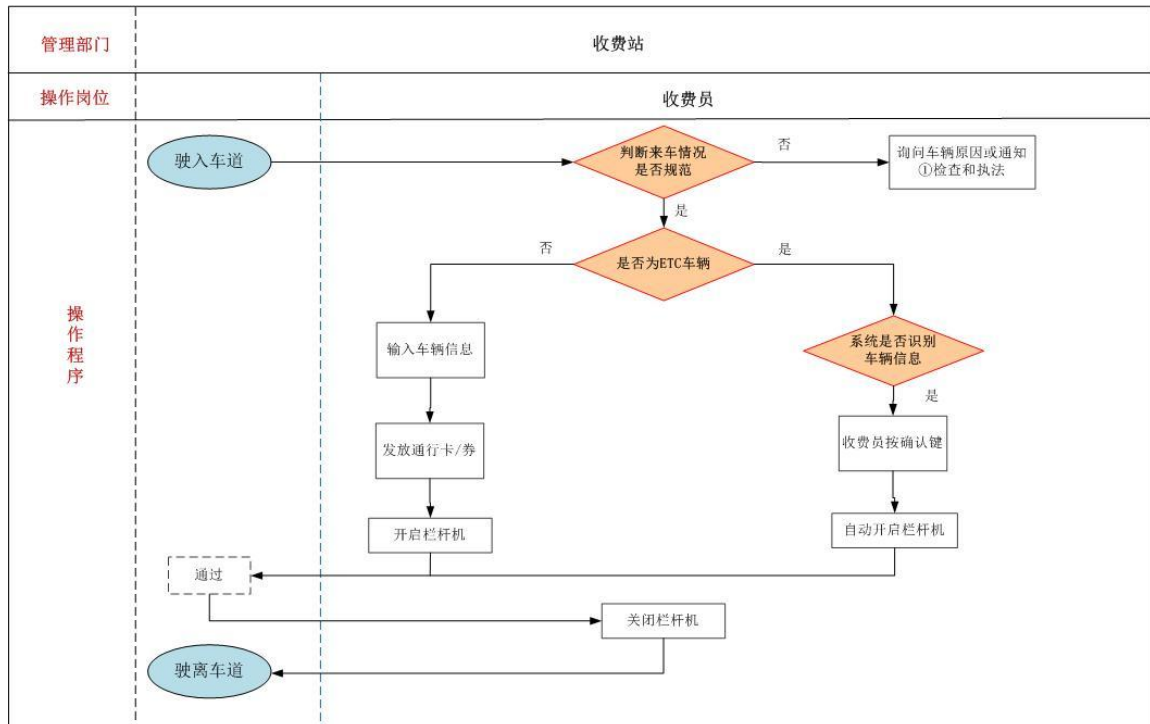 管理部门
收费站
操作岗位
收费员
操作程序
驶入车道
判断来车情况
是否规范
否
询问车辆原因或通知
①检查和执法
是
否
是否为ETC车辆
是
输入车辆信息
系统是否识别
车辆信息
是
发放通行卡/券
收费员按确认键
开启栏杆机
自动开启栏杆机
通过
关闭栏杆机
驶离车道